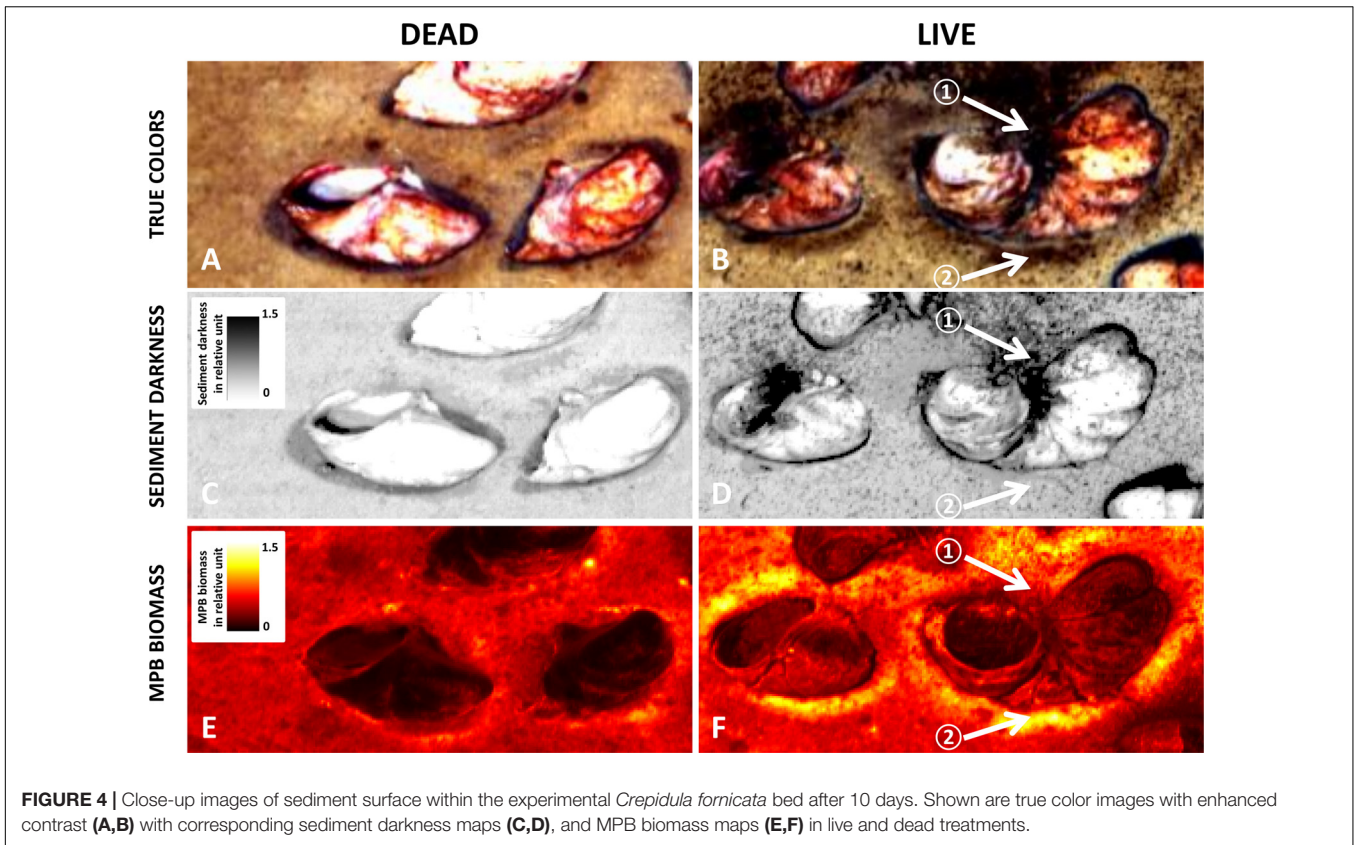 DEAD LIVE
TRUE COLORS
A
B
①
②
SEDIMENT DARKNESS
Sediment darkness
in relative unit
1.5
0
C
D
①
②
MPB BIOMASS
MPB biomass
in relative unit
1.5
0
E
F
①
②
FIGURE 4 | Close-up images of sediment surface within the experimental Crepidula fornicata bed after 10 days. Shown are true color images with enhanced
contrast (A,B) with corresponding sediment darkness maps (C,D), and MPB biomass maps (E,F) in live and dead treatments.